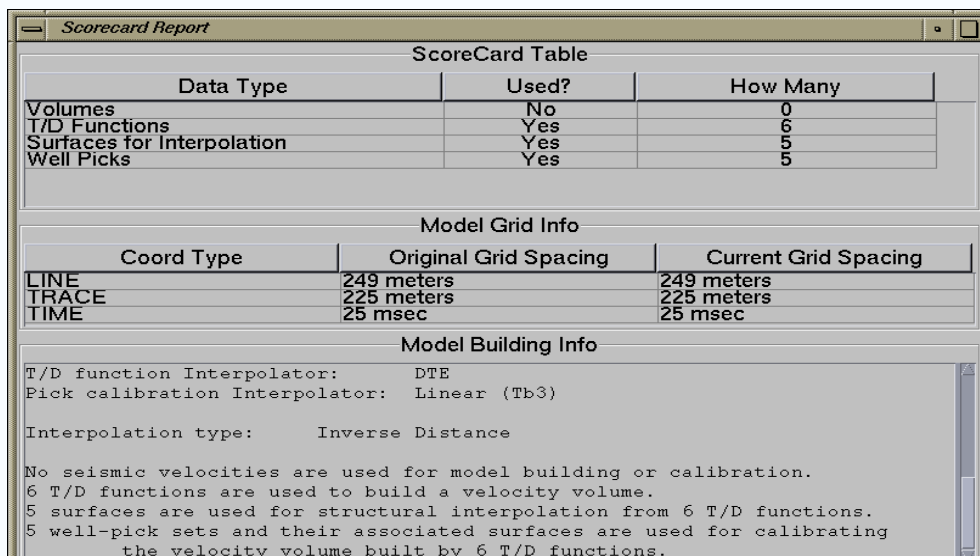 Scorecard Report
ScoreCard Table
Data Type Used? How Many
Volumes No 0
T/D Functions Yes 6
Surfaces for Interpolation Yes 5
Well Picks Yes 5
Model Grid Info
Coord Type Original Grid Spacing Current Grid Spacing
LINE 249 meters 249 meters
TRACE 225 meters 225 meters
TIME 25 msec 25 msec
Model Building Info
T/D function Interpolator: DTE
Pick calibration Interpolator: Linear (Tb3)
Interpolation type: Inverse Distance
No seismic velocities are used for model building or calibration.
6 T/D functions are used to build a velocity volume.
5 surfaces are used for structural interpolation from 6 T/D functions.
5 well-pick sets and their associated surfaces are used for calibrating
the velocity volume built by 6 T/D functions.